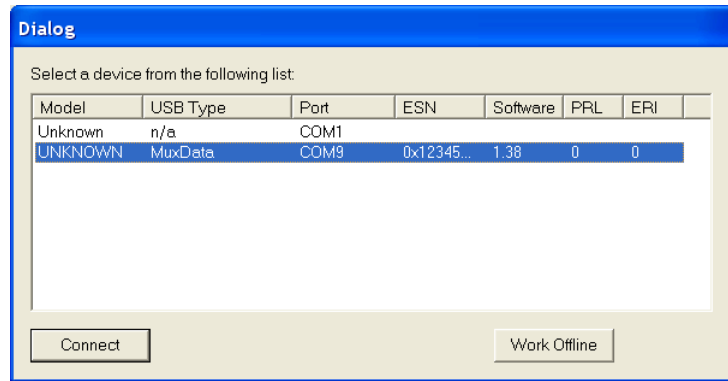 Dialog
Select a device from the following list:
Model USB Type Port ESN Software PRL ERI
Unknown n/a COM1
UNKNOWN MuxData COM9 0x12345... 1.38 0 0
Connect Work Offline